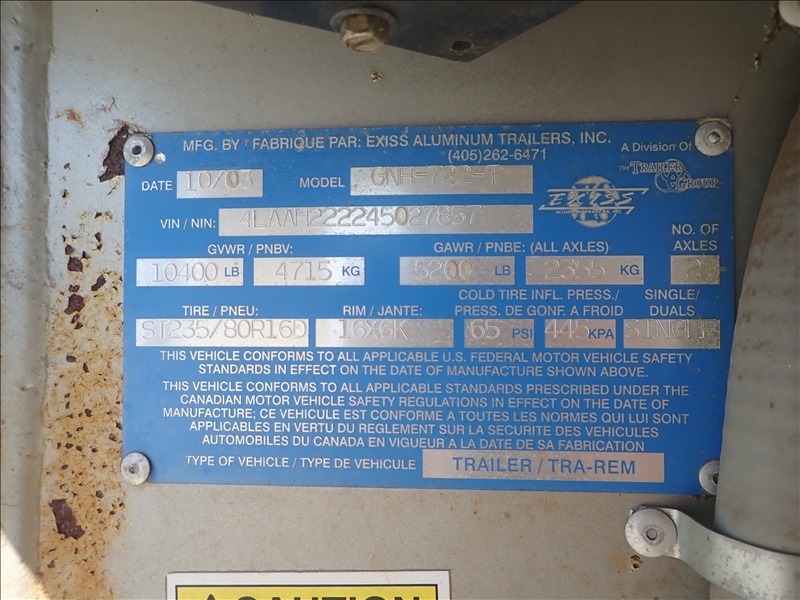 MFG. BY / FABRIQUE PAR: EXISS ALUMINUM TRAILERS, INC.
(405)262-6471
A Division Of
THE TRAILER GROUP
DATE 10/03 MODEL GNH-722-T
EXISS
VIN / NIN: 4LAAH222245027867
NO. OF AXLES
GVWR / PNBV: GAWR / PNBE: (ALL AXLES)
10400 LB 4715 KG 5200 LB KG 2
TIRE / PNEU: RIM / JANTE: COLD TIRE INFL. PRESS./ PRESS. DE GONF. A FROID SINGLE/ DUALS
ST235/80R16D 16X6K 65 PSI 445 KPA SINGLE
THIS VEHICLE CONFORMS TO ALL APPLICABLE U.S. FEDERAL MOTOR VEHICLE SAFETY
STANDARDS IN EFFECT ON THE DATE OF MANUFACTURE SHOWN ABOVE.
THIS VEHICLE CONFORMS TO ALL APPLICABLE STANDARDS PRESCRIBED UNDER THE
CANADIAN MOTOR VEHICLE SAFETY REGULATIONS IN EFFECT ON THE DATE OF
MANUFACTURE; CE VEHICULE EST CONFORME A TOUTES LES NORMES QUI LUI SONT
APPLICABLES EN VERTU DU REGLEMENT SUR LA SECURITE DES VEHICULES
AUTOMOBILES DU CANADA EN VIGUEUR A LA DATE DE SA FABRICATION
TYPE OF VEHICLE / TYPE DE VEHICULE TRAILER / TRA-REM
CAUTION